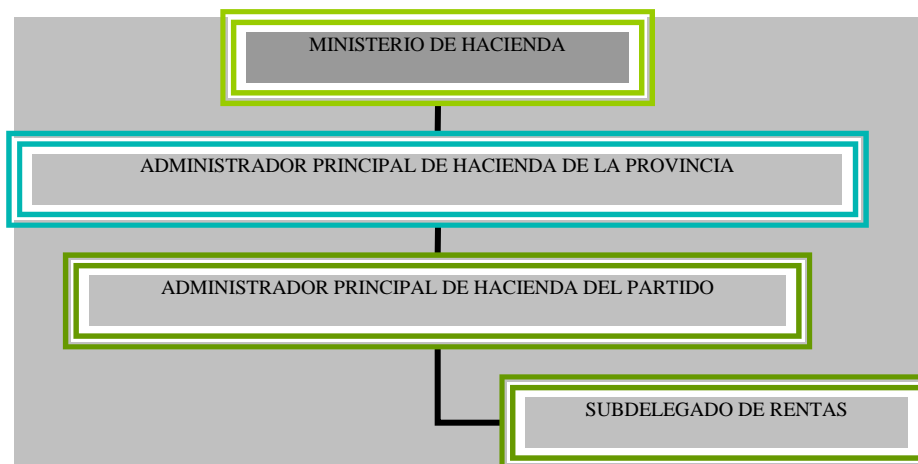 MINISTERIO DE HACIENDA
ADMINISTRADOR PRINCIPAL DE HACIENDA DE LA PROVINCIA
ADMINISTRADOR PRINCIPAL DE HACIENDA DEL PARTIDO
SUBDELEGADO DE RENTAS